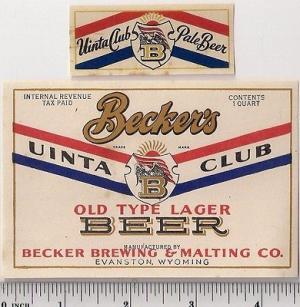 Uinta Club Pale Beer
B
INTERNAL REVENUE TAX PAID
CONTENTS 1 QUART
Becker's
TRADE MARK
UINTA CLUB
B
OLD TYPE LAGER
BEER
MANUFACTURED BY
BECKER BREWING & MALTING CO.
EVANSTON, WYOMING
1 2 3 4